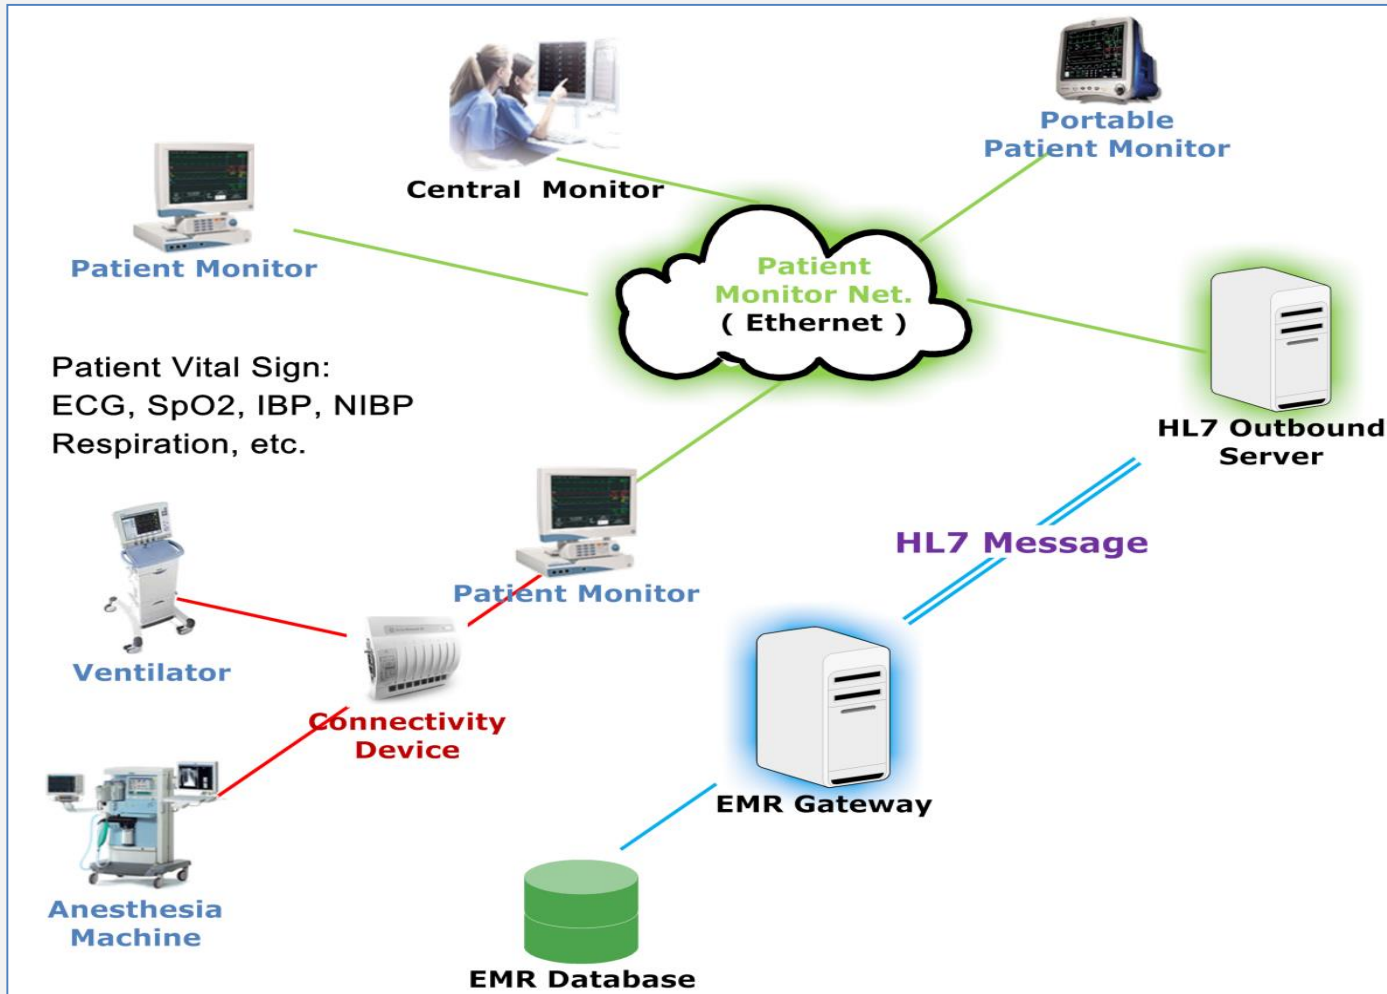 Portable
Patient Monitor
Central Monitor
Patient Monitor
Patient
Monitor Net.
( Ethernet )
Patient Vital Sign:
ECG, SpO2, IBP, NIBP
Respiration, etc.
HL7 Outbound
Server
HL7 Message
Patient Monitor
Ventilator
Connectivity
Device
EMR Gateway
Anesthesia
Machine
EMR Database